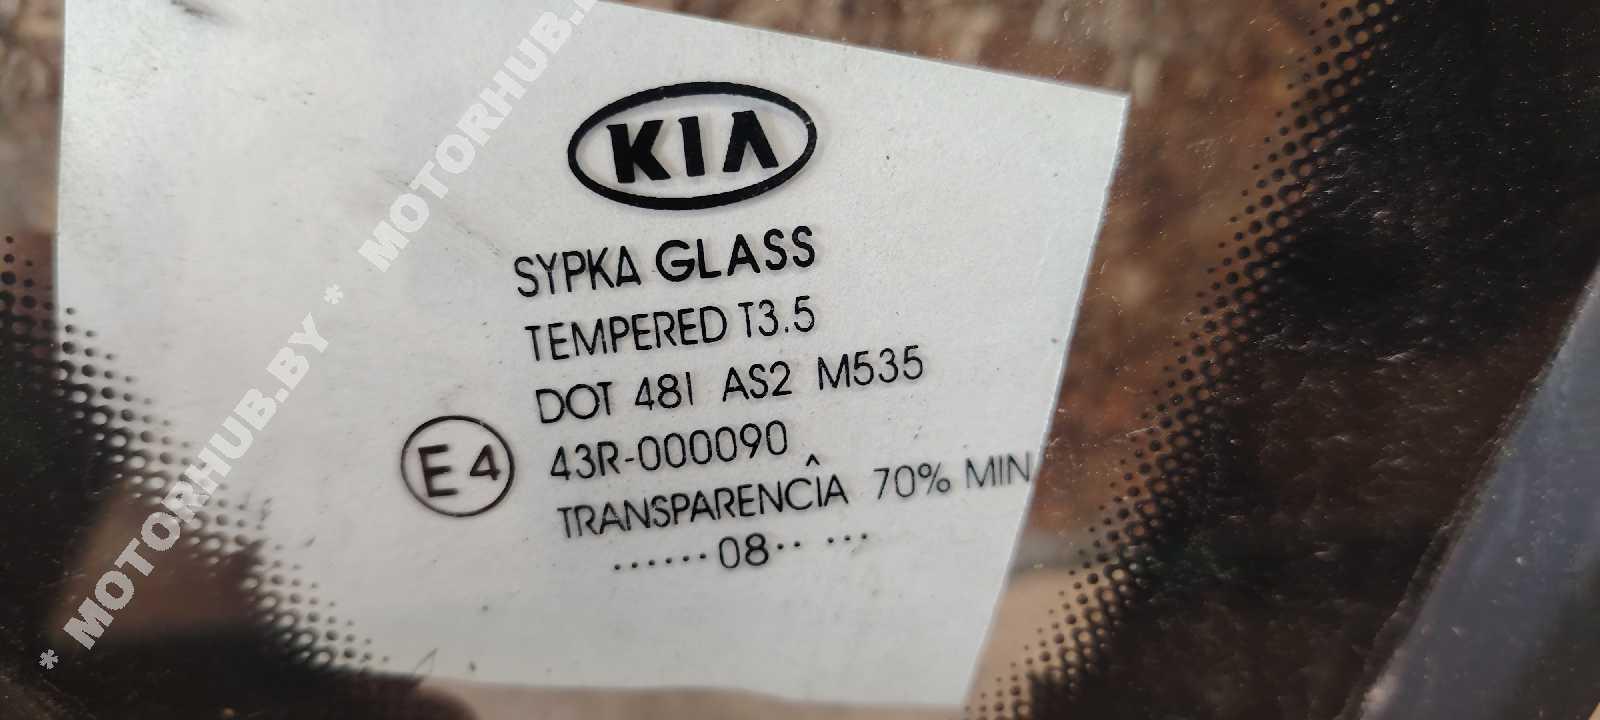 KIA
SYPKA GLASS
TEMPERED T3.5
DOT 481 AS2 M535
E4
43R-000090
TRANSPARENCÎA 70% MIN
......08.. ...
* MOTORHUB.BY * MOTORHUB.